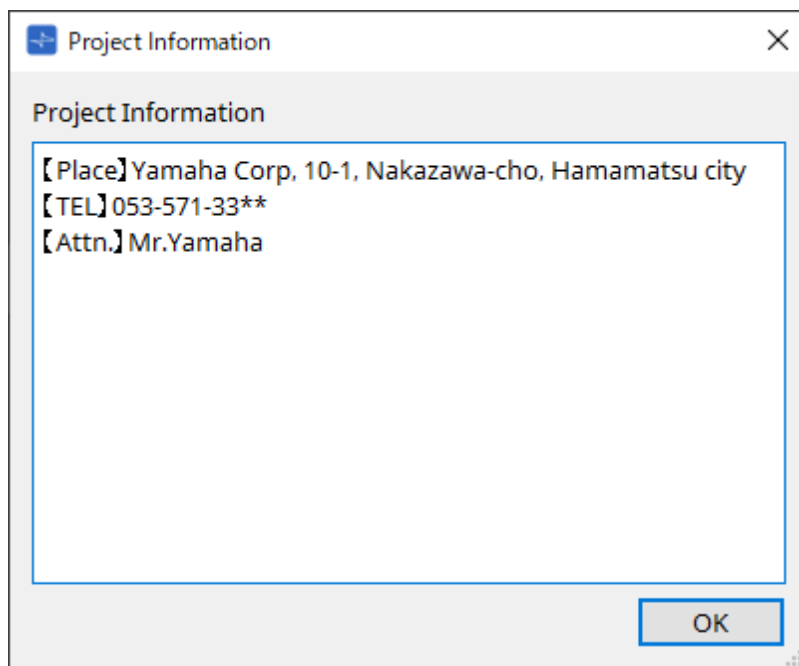 Project Information
Project Information
【Place】Yamaha Corp, 10-1, Nakazawa-cho, Hamamatsu city
【TEL】053-571-33**
【Attn.】Mr.Yamaha
OK